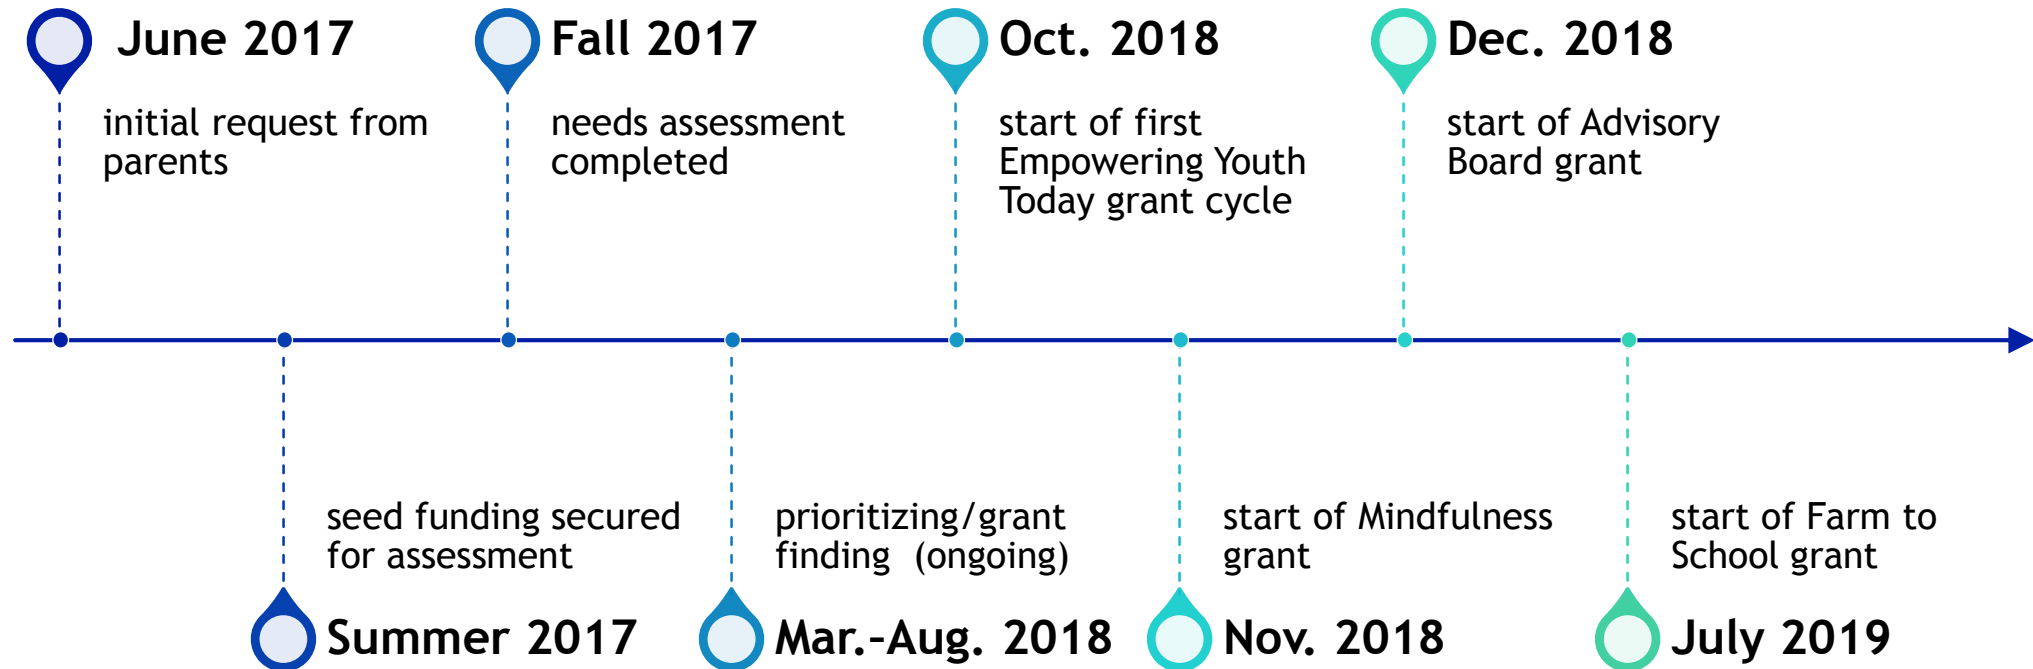 June 2017
initial request from
parents
Fall 2017
needs assessment
completed
Oct. 2018
start of first
Empowering Youth
Today grant cycle
Dec. 2018
start of Advisory
Board grant
seed funding secured
for assessment
Summer 2017
prioritizing/grant
finding  (ongoing)
Mar.-Aug. 2018
start of Mindfulness
grant
Nov. 2018
start of Farm to
School grant
July 2019